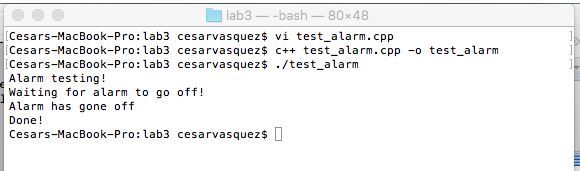 lab3 — -bash — 80×48
[Cesars-MacBook-Pro:lab3 cesarvasquez$ vi test_alarm.cpp ]
[Cesars-MacBook-Pro:lab3 cesarvasquez$ c++ test_alarm.cpp -o test_alarm ]
[Cesars-MacBook-Pro:lab3 cesarvasquez$ ./test_alarm ]
Alarm testing!
Waiting for alarm to go off!
Alarm has gone off
Done!
Cesars-MacBook-Pro:lab3 cesarvasquez$